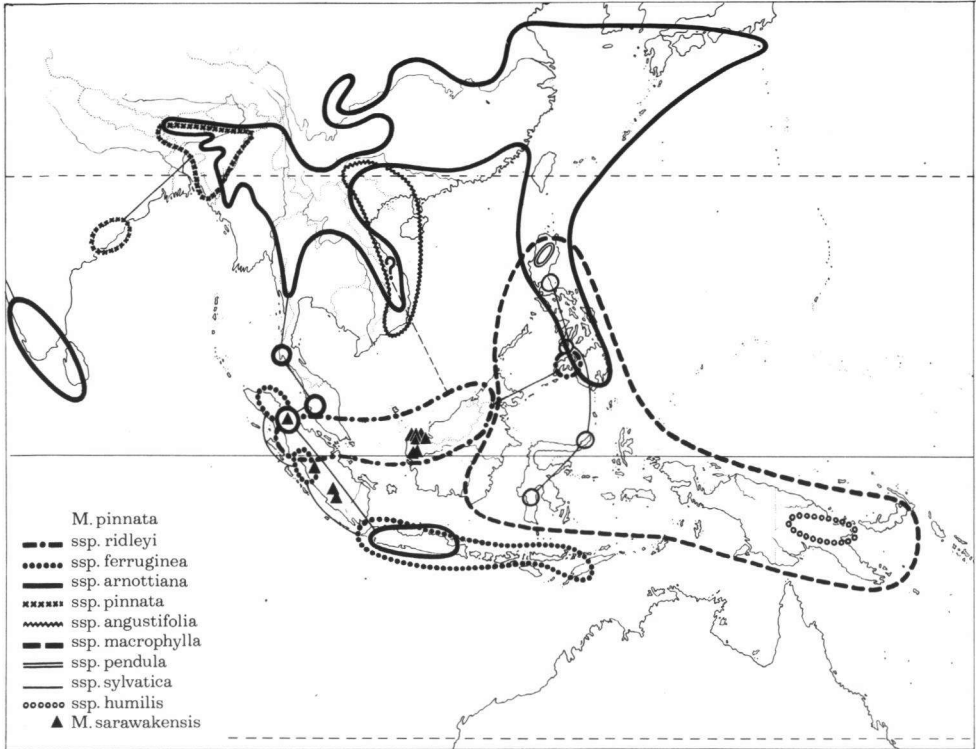 M. pinnata
ssp. ridleyi
ssp. ferruginea
ssp. arnottiana
ssp. pinnata
ssp. angustifolia
ssp. macrophylla
ssp. pendula
ssp. sylvatica
ssp. humilis
M. sarawakensis
?